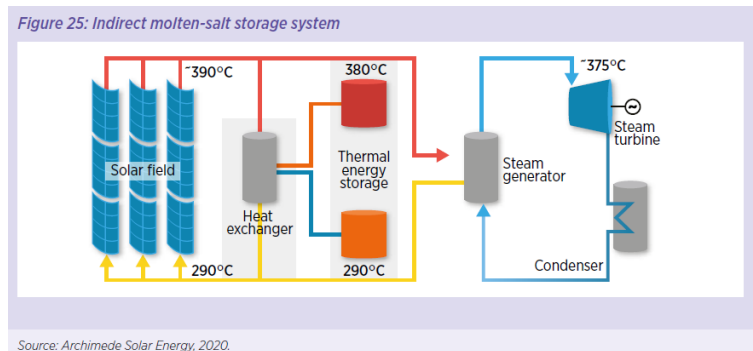 Figure 25: Indirect molten-salt storage system
~390°C
380°C
~375°C
Solar field
Heat
exchanger
Thermal
energy
storage
Steam
generator
Steam
turbine
290°C
290°C
Condenser
Source: Archimede Solar Energy, 2020.